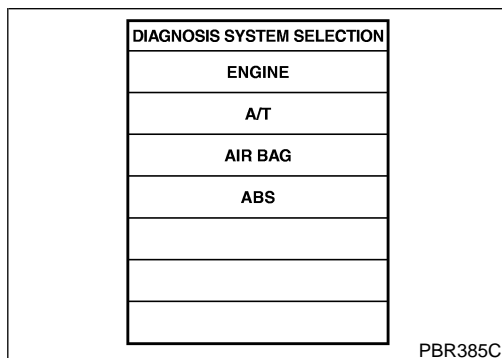 DIAGNOSIS SYSTEM SELECTION
ENGINE
A/T
AIR BAG
ABS
PBR385C